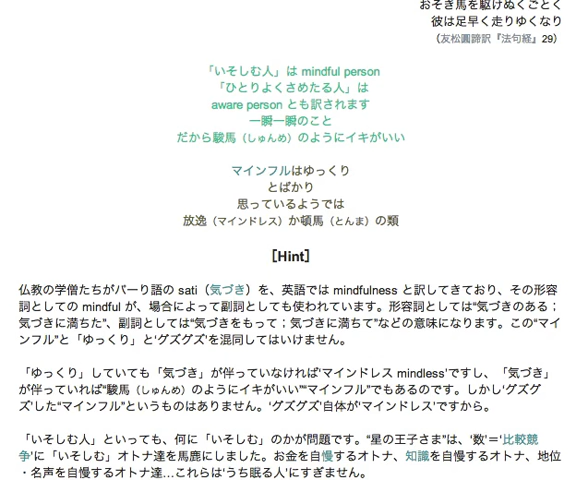 おそき馬を駆けぬくごとく
彼は足早く走りゆくなり
（友松圓諦訳『法句経』29）
「いそしむ人」は mindful person
「ひとりよくさめたる人」は
aware person とも訳されます
一瞬一瞬のこと
だから駿馬（しゅんめ）のようにイキがいい
マインフルはゆっくり
とばかり
思っているようでは
放逸（マインドレス）か頓馬（とんま）の類
［Hint］
仏教の学僧たちがパーり語の sati（気づき）を、英語では mindfulness と訳してきており、その形容
詞としての mindful が、場合によって副詞としても使われています。形容詞としては“気づきのある；
気づきに満ちた”、副詞としては“気づきをもって；気づきに満ちて”などの意味になります。この“マイ
ンフル”と「ゆっくり」と'グズグズ'を混同してはいけません。
「ゆっくり」していても「気づき」が伴っていなければ'マインドレス mindless'ですし、「気づき」
が伴っていれば“駿馬（しゅんめ）のようにイキがいい”“マインフル”でもあるのです。しかし'グズグ
ズ'した“マインフル”というものはありません。'グズグズ'自体が'マインドレス'ですから。
「いそしむ人」といっても、何に「いそしむ」のかが問題です。“星の王子さま”は、'数'＝'比較競
争'に「いそしむ」オトナ達を馬鹿にしました。お金を自慢するオトナ、知識を自慢するオトナ、地位
・名声を自慢するオトナ達…これらは'うち眠る人'にすぎません。